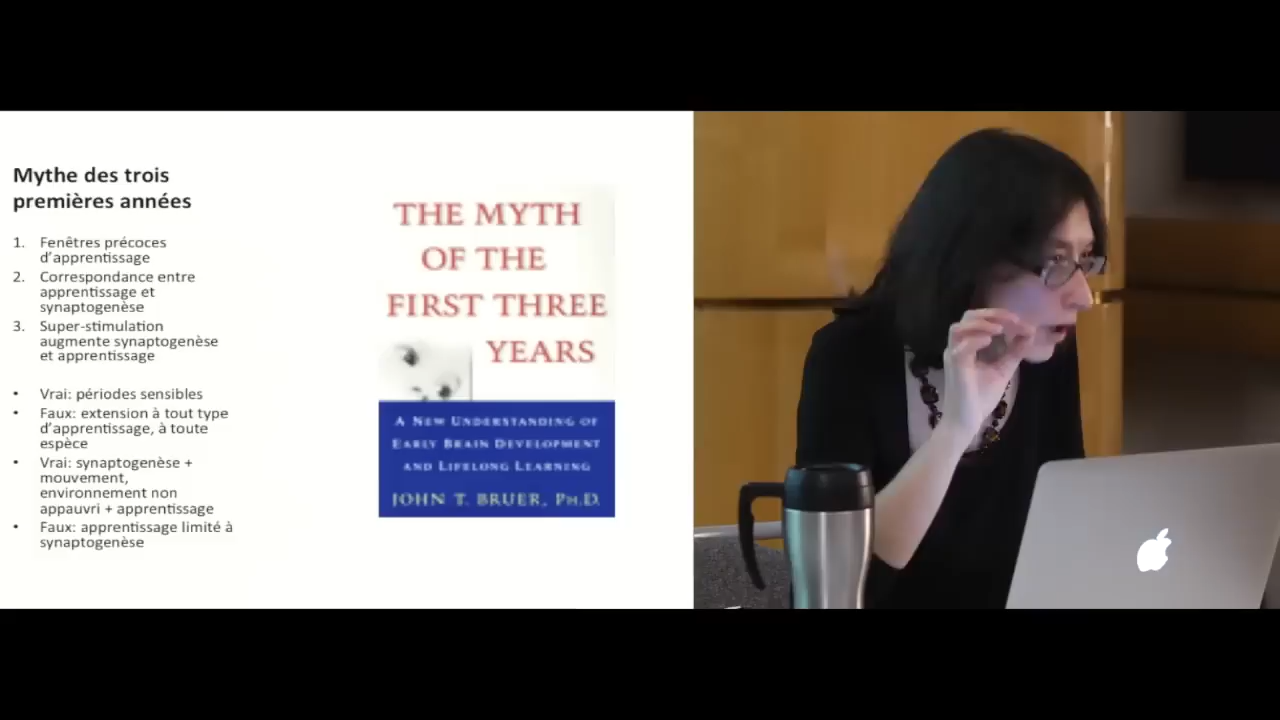 Mythe des trois
premières années
1. Fenêtres précoces
d'apprentissage
2. Correspondance entre
apprentissage et
synaptogenèse
3. Super-stimulation
augmente synaptogenèse
et apprentissage
• Vrai: périodes sensibles
• Faux: extension à tout type
d'apprentissage, à toute
espèce
• Vrai: synaptogenèse +
mouvement,
environnement non
appauvri + apprentissage
• Faux: apprentissage limité à
synaptogenèse
THE MYTH
OF THE
FIRST THREE
YEARS
A NEW UNDERSTANDING OF
EARLY BRAIN DEVELOPMENT
AND LIFELONG LEARNING
JOHN T. BRUER, PH.D.